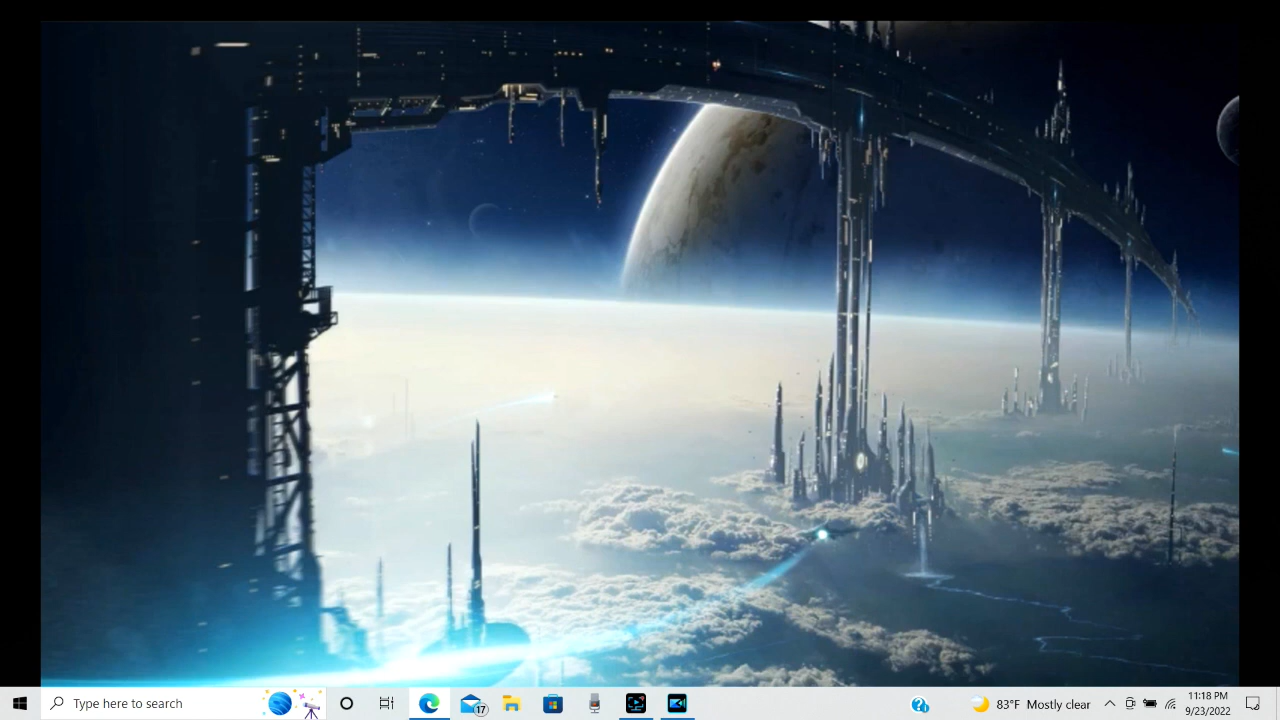 Type here to search
17
83°F Mostly clear
11:18 PM
9/23/2022